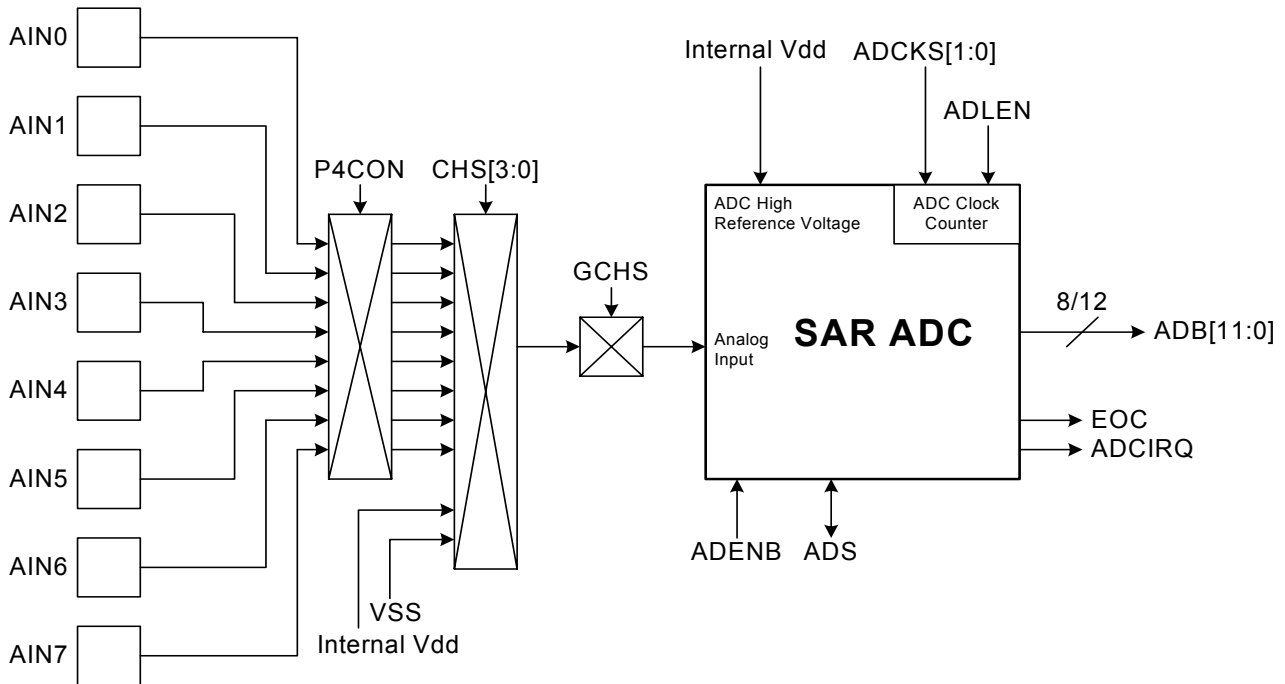 AIN0
AIN1
AIN2
AIN3
AIN4
AIN5
AIN6
AIN7
P4CON
CHS[3:0]
VSS
Internal Vdd
GCHS
Internal Vdd
ADCKS[1:0]
ADLEN
ADC High
Reference Voltage
ADC Clock
Counter
Analog
Input
SAR ADC
8/12
ADB[11:0]
EOC
ADCIRQ
ADENB
ADS